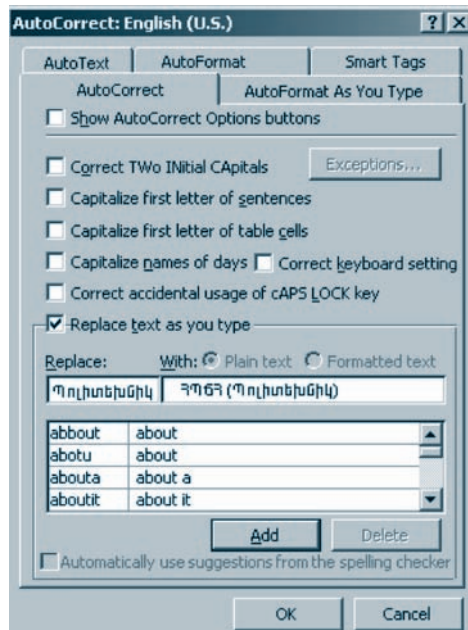 AutoCorrect: English (U.S.)
AutoText AutoFormat Smart Tags
AutoCorrect AutoFormat As You Type
Show AutoCorrect Options buttons
Correct TWo INitial CApitals Exceptions...
Capitalize first letter of sentences
Capitalize first letter of table cells
Capitalize names of days Correct keyboard setting
Correct accidental usage of cAPS LOCK key
Replace text as you type
Replace: With: Plain text Formatted text
Պոլիտեխնիկ ՀՊՃՀ (Պոլիտեխնիկ)
abbout about
abotu about
abouta about a
aboutit about it
Add Delete
Automatically use suggestions from the spelling checker
OK Cancel